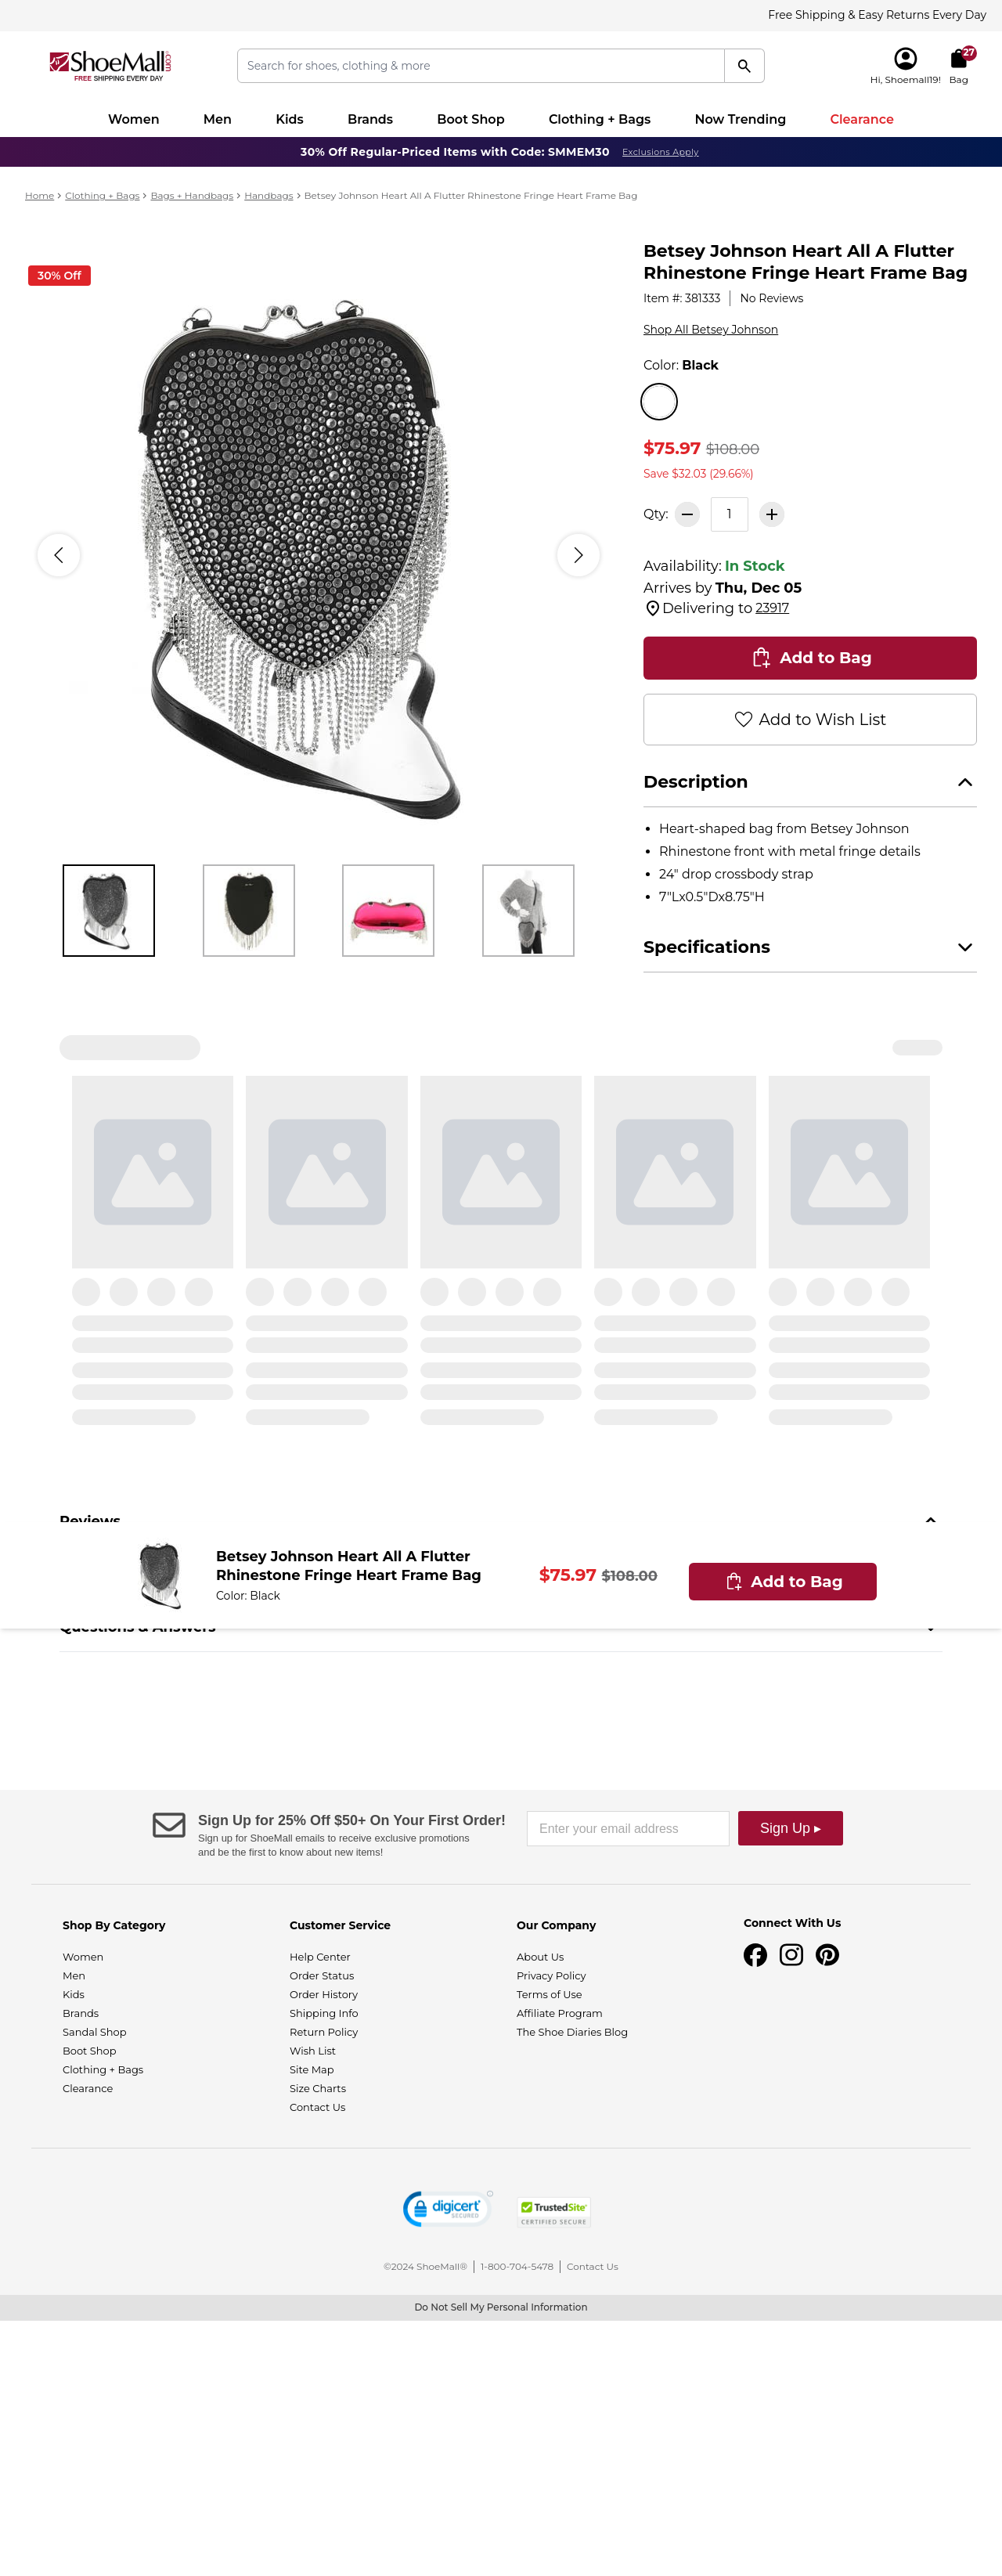 Free Shipping & Easy Returns Every Day
ShoeMall.com
FREE SHIPPING EVERY DAY
Search for shoes, clothing & more
27
Hi, Shoemall19!
Bag
Women
Men
Kids
Brands
Boot Shop
Clothing + Bags
Now Trending
Clearance
30% Off Regular-Priced Items with Code: SMMEM30 Exclusions Apply
Home > Clothing + Bags > Bags + Handbags > Handbags > Betsey Johnson Heart All A Flutter Rhinestone Fringe Heart Frame Bag
30% Off
Betsey Johnson Heart All A Flutter
Rhinestone Fringe Heart Frame Bag
Item #: 381333 | No Reviews
Shop All Betsey Johnson
Color: Black
$75.97 $108.00
Save $32.03 (29.66%)
Qty: 1
Availability: In Stock
Arrives by Thu, Dec 05
Delivering to 23917
Add to Bag
Add to Wish List
Description
• Heart-shaped bag from Betsey Johnson
• Rhinestone front with metal fringe details
• 24" drop crossbody strap
• 7"Lx0.5"Dx8.75"H
Specifications
Reviews
Betsey Johnson Heart All A Flutter
Rhinestone Fringe Heart Frame Bag
Color: Black
$75.97 $108.00
Add to Bag
Questions & Answers
Sign Up for 25% Off $50+ On Your First Order!
Sign up for ShoeMall emails to receive exclusive promotions
and be the first to know about new items!
Enter your email address
Sign Up ▸
Shop By Category
Women
Men
Kids
Brands
Sandal Shop
Boot Shop
Clothing + Bags
Clearance
Customer Service
Help Center
Order Status
Order History
Shipping Info
Return Policy
Wish List
Site Map
Size Charts
Contact Us
Our Company
About Us
Privacy Policy
Terms of Use
Affiliate Program
The Shoe Diaries Blog
Connect With Us
digicert
SECURED
TrustedSite
CERTIFIED SECURE
©2024 ShoeMall® | 1-800-704-5478 | Contact Us
Do Not Sell My Personal Information